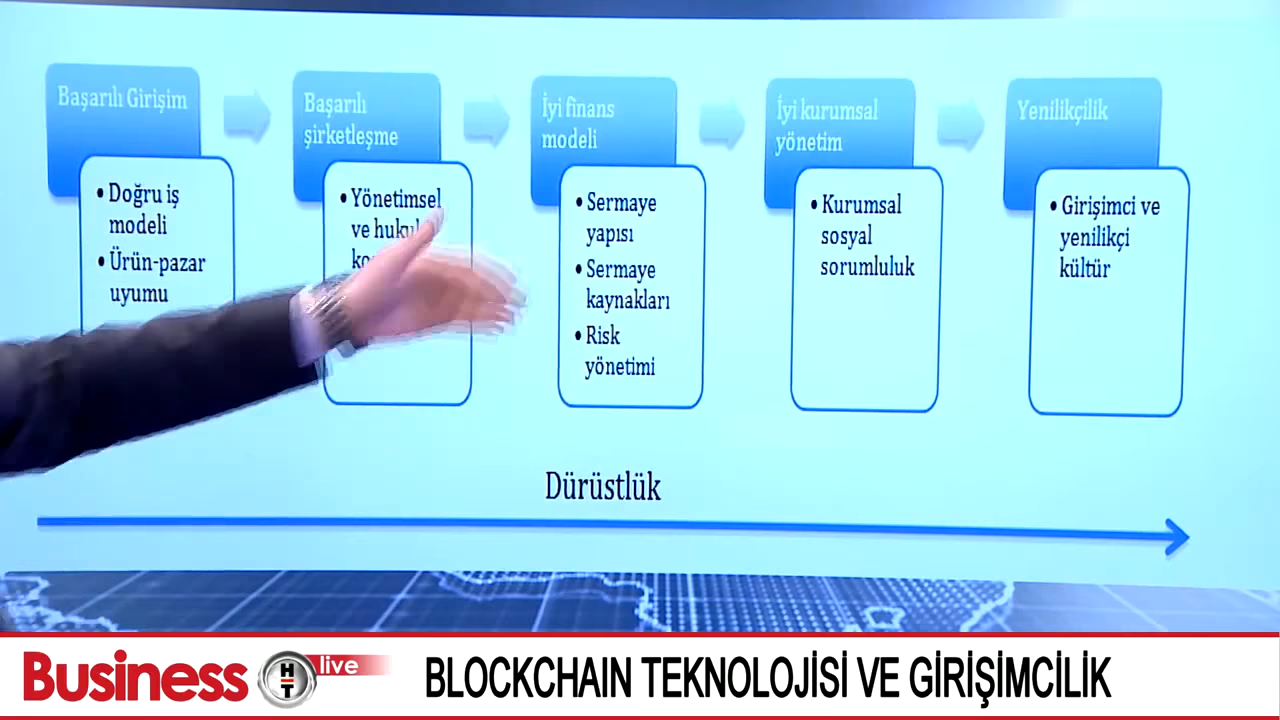 Başarılı Girişim
• Doğru iş
modeli
• Ürün-pazar
uyumu
Başarılı
şirketleşme
• Yönetimsel
ve
İyi finans
modeli
• Sermaye
yapısı
• Sermaye
kaynakları
• Risk
yönetimi
İyi kurumsal
yönetim
• Kurumsal
sosyal
sorumluluk
Yenilikçilik
• Girişimci ve
yenilikçi
kültür
Dürüstlük
Business HT live
BLOCKCHAIN TEKNOLOJİSİ VE GİRİŞİMCİLİK